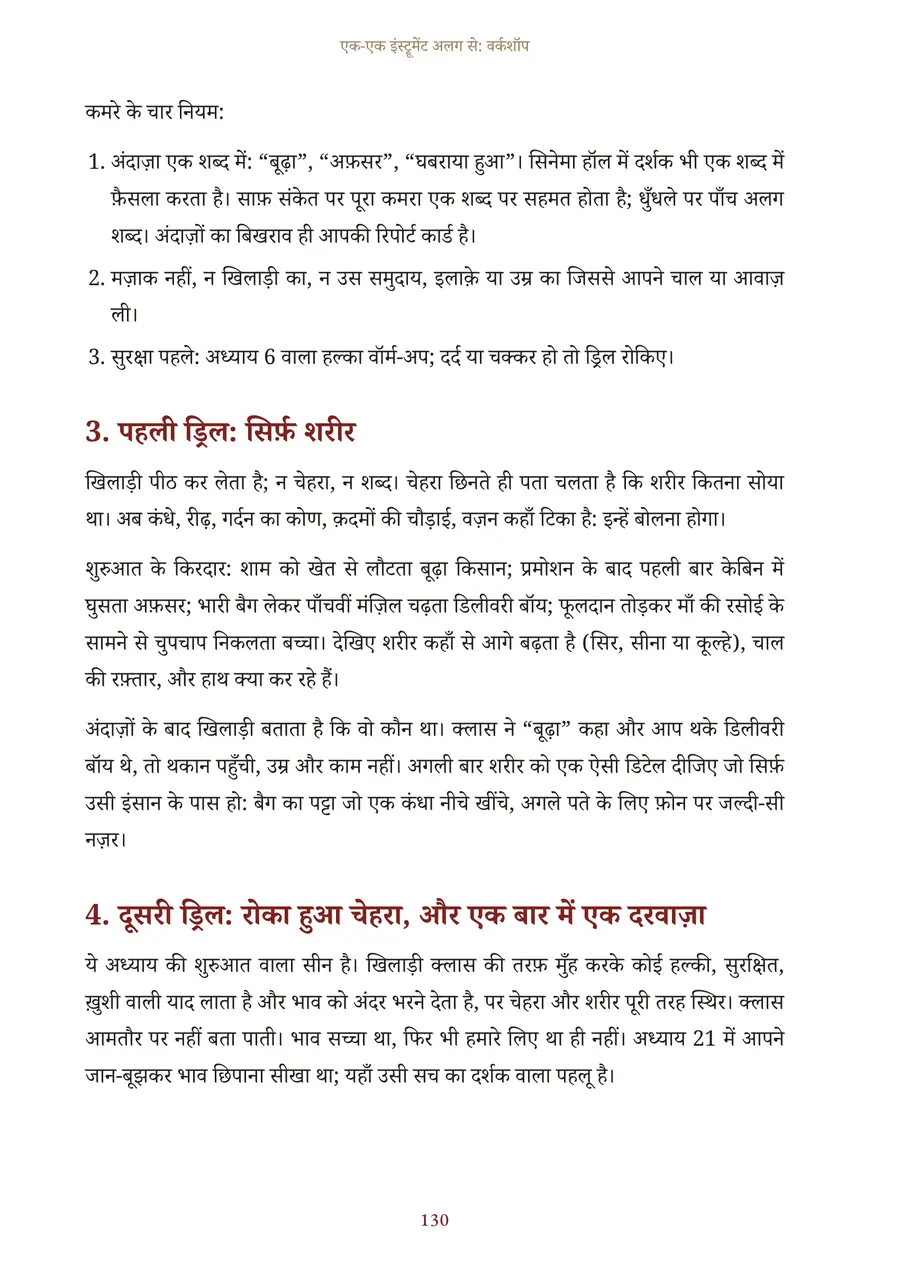 एक-एक इंस्ट्रूमेंट अलग से: वर्कशॉप
कमरे के चार नियम:
1. अंदाज़ा एक शब्द में: “बूढ़ा”, “अफ़सर”, “घबराया हुआ”। सिनेमा हॉल में दर्शक भी एक शब्द में
फ़ैसला करता है। साफ़ संकेत पर पूरा कमरा एक शब्द पर सहमत होता है; धुँधले पर पाँच अलग
शब्द। अंदाज़ों का बिखराव ही आपकी रिपोर्ट कार्ड है।
2. मज़ाक नहीं, न खिलाड़ी का, न उस समुदाय, इलाक़े या उम्र का जिससे आपने चाल या आवाज़
ली।
3. सुरक्षा पहले: अध्याय 6 वाला हल्का वॉर्म-अप; दर्द या चक्कर हो तो ड्रिल रोकिए।
3. पहली ड्रिल: सिर्फ़ शरीर
खिलाड़ी पीठ कर लेता है; न चेहरा, न शब्द। चेहरा छिनते ही पता चलता है कि शरीर कितना सोया
था। अब कंधे, रीढ़, गर्दन का कोण, क़दमों की चौड़ाई, वज़न कहाँ टिका है: इन्हें बोलना होगा।
शुरुआत के किरदार: शाम को खेत से लौटता बूढ़ा किसान; प्रमोशन के बाद पहली बार केबिन में
घुसता अफ़सर; भारी बैग लेकर पाँचवीं मंज़िल चढ़ता डिलीवरी बॉय; फूलदान तोड़कर माँ की रसोई के
सामने से चुपचाप निकलता बच्चा। देखिए शरीर कहाँ से आगे बढ़ता है (सिर, सीना या कूल्हे), चाल
की रफ़्तार, और हाथ क्या कर रहे हैं।
अंदाज़ों के बाद खिलाड़ी बताता है कि वो कौन था। क्लास ने “बूढ़ा” कहा और आप थके डिलीवरी
बॉय थे, तो थकान पहुँची, उम्र और काम नहीं। अगली बार शरीर को एक ऐसी डिटेल दीजिए जो सिर्फ़
उसी इंसान के पास हो: बैग का पट्टा जो एक कंधा नीचे खींचे, अगले पते के लिए फ़ोन पर जल्दी-सी
नज़र।
4. दूसरी ड्रिल: रोका हुआ चेहरा, और एक बार में एक दरवाज़ा
ये अध्याय की शुरुआत वाला सीन है। खिलाड़ी क्लास की तरफ़ मुँह करके कोई हल्की, सुरक्षित,
ख़ुशी वाली याद लाता है और भाव को अंदर भरने देता है, पर चेहरा और शरीर पूरी तरह स्थिर। क्लास
आमतौर पर नहीं बता पाती। भाव सच्चा था, फिर भी हमारे लिए था ही नहीं। अध्याय 21 में आपने
जान-बूझकर भाव छिपाना सीखा था; यहाँ उसी सच का दर्शक वाला पहलू है।
130